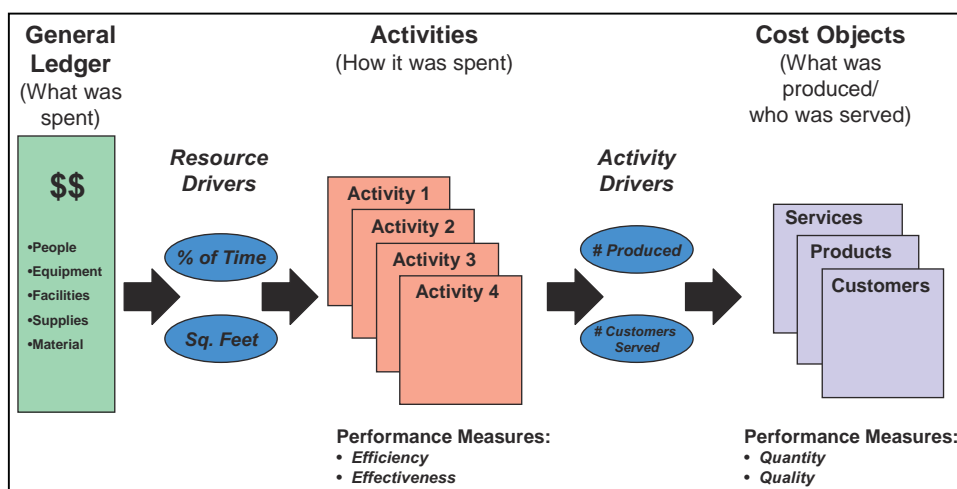 General
Ledger
(What was
spent)
$$
•People
•Equipment
•Facilities
•Supplies
•Material
Resource
Drivers
% of Time
Sq. Feet
Activities
(How it was spent)
Activity 1
Activity 2
Activity 3
Activity 4
Performance Measures:
• Efficiency
• Effectiveness
Activity
Drivers
# Produced
# Customers
Served
Cost Objects
(What was
produced/
who was served)
Services
Products
Customers
Performance Measures:
• Quantity
• Quality